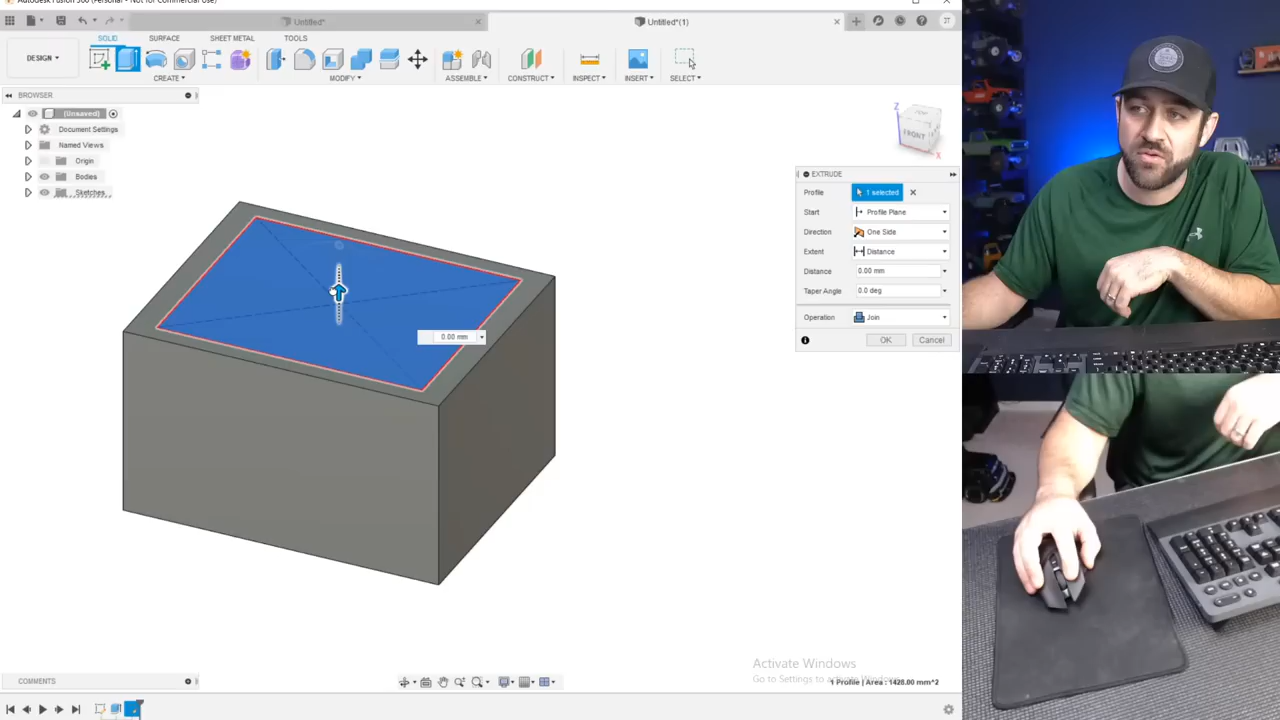 Autodesk Fusion 360 (Personal - Not for Commercial Use)
Untitled*
Untitled*(1)
JT
DESIGN
SOLID
SURFACE
SHEET METAL
TOOLS
CREATE
MODIFY
ASSEMBLE
CONSTRUCT
INSPECT
INSERT
SELECT
BROWSER
(Unsaved)
Document Settings
Named Views
Origin
Bodies
Sketches
FRONT
Z
X
EXTRUDE
Profile
1 selected
Start
Profile Plane
Direction
One Side
Extent
Distance
Distance
0.00 mm
Taper Angle
0.0 deg
Operation
Join
OK
Cancel
0.00 mm
Activate Windows
Go to Settings to activate Windows.
1 Profile | Area : 1428.00 mm^2
COMMENTS